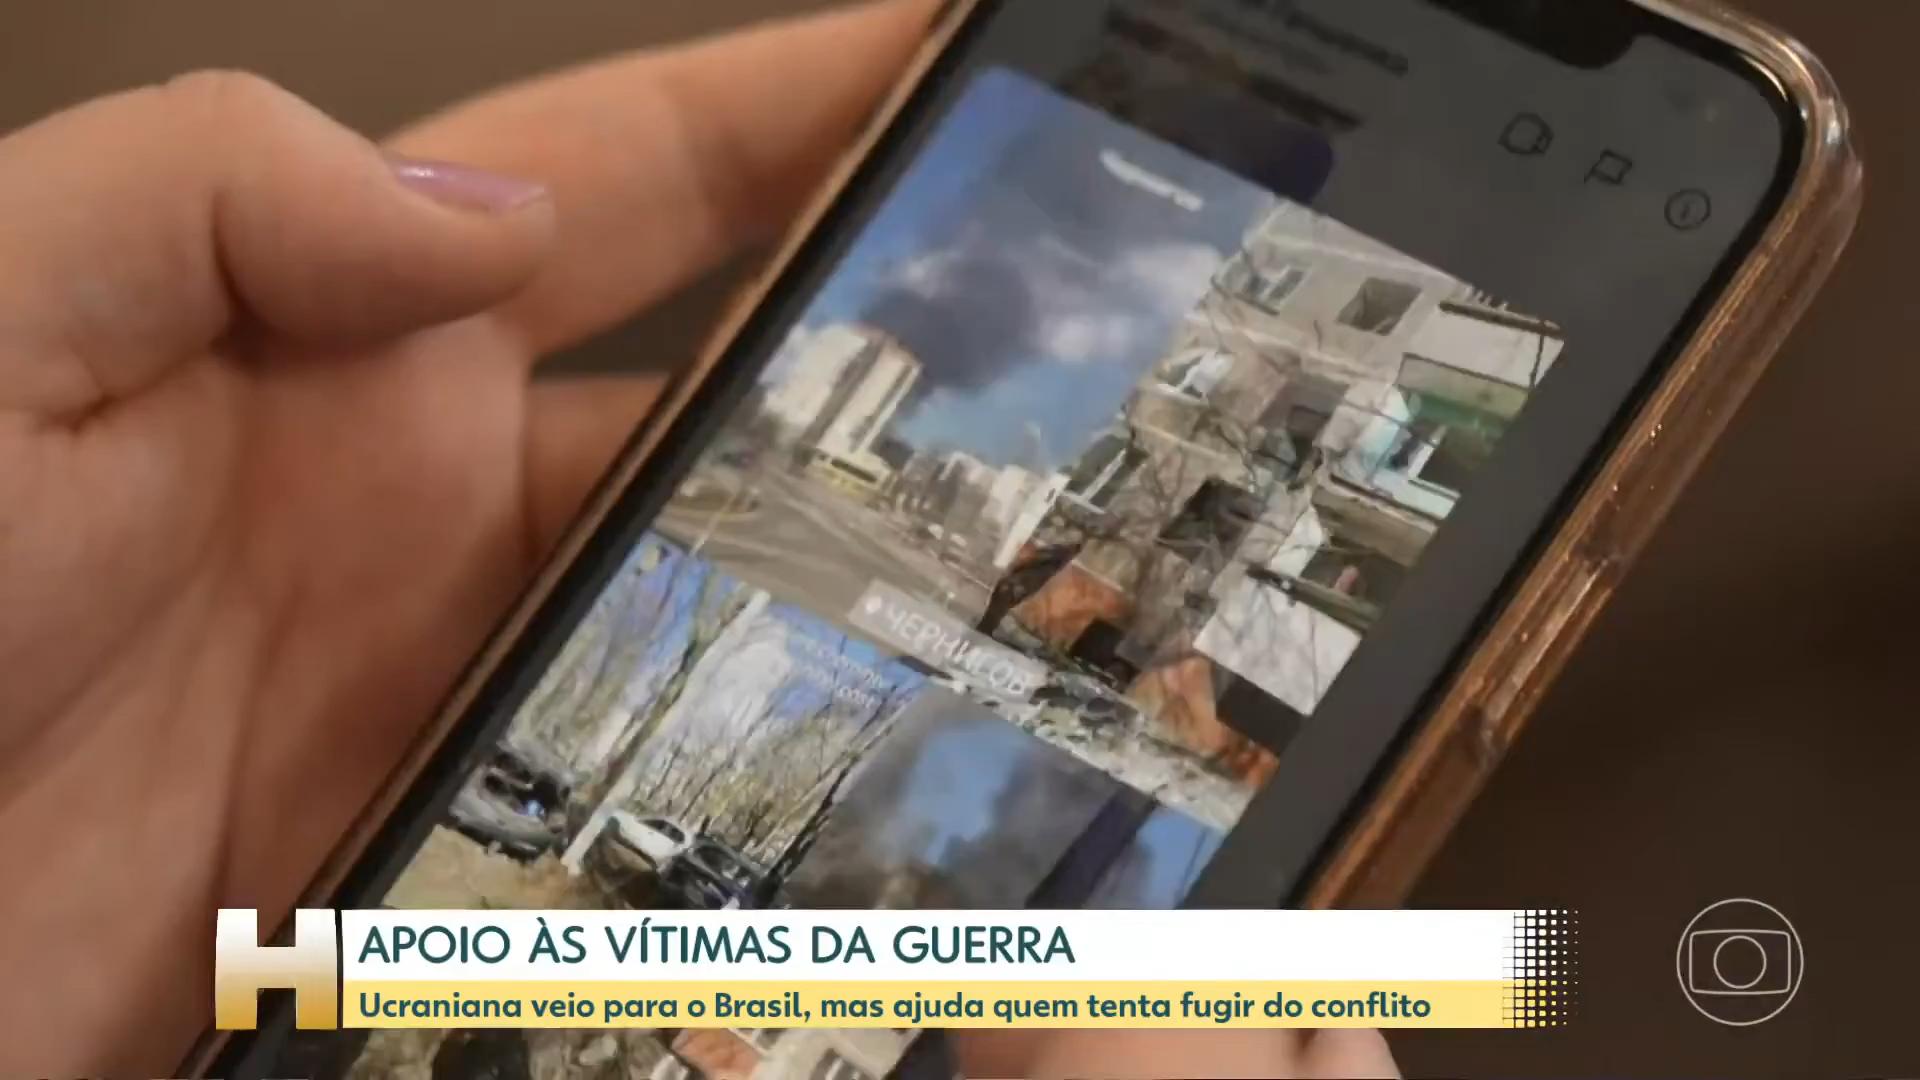 ЧЕРНИГОВ
H
APOIO ÀS VÍTIMAS DA GUERRA
Ucraniana veio para o Brasil, mas ajuda quem tenta fugir do conflito